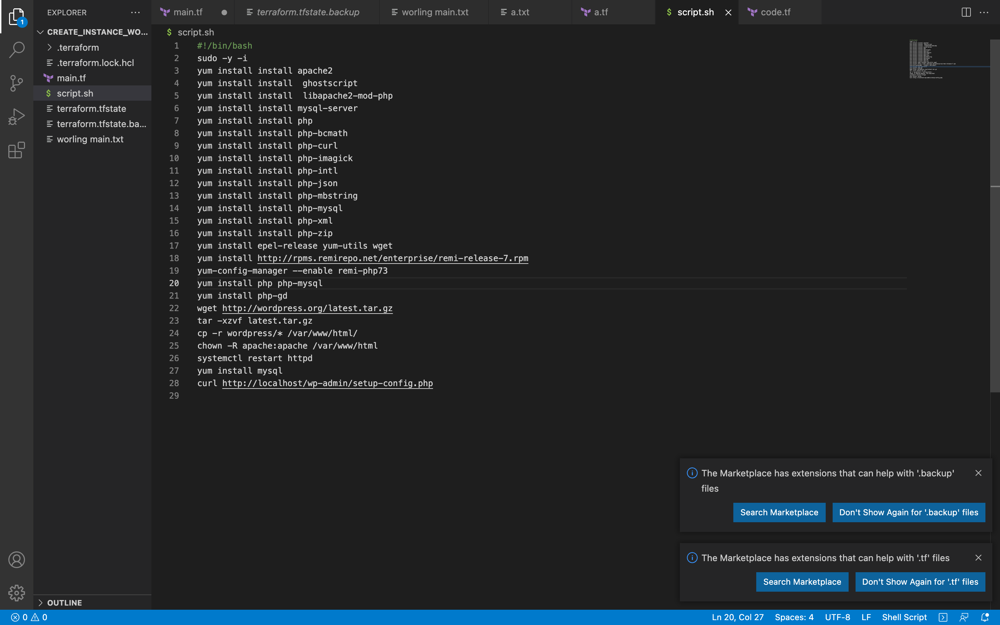 EXPLORER
CREATE_INSTANCE_WO...
.terraform
.terraform.lock.hcl
main.tf
script.sh
terraform.tfstate
terraform.tfstate.ba...
worling main.txt
OUTLINE
main.tf
terraform.tfstate.backup
worling main.txt
a.txt
a.tf
$ script.sh
code.tf
$ script.sh
1 #!/bin/bash
2 sudo -y -i
3 yum install install apache2
4 yum install install  ghostscript
5 yum install install  libapache2-mod-php
6 yum install install mysql-server
7 yum install install php
8 yum install install php-bcmath
9 yum install install php-curl
10 yum install install php-imagick
11 yum install install php-intl
12 yum install install php-json
13 yum install install php-mbstring
14 yum install install php-mysql
15 yum install install php-xml
16 yum install install php-zip
17 yum install epel-release yum-utils wget
18 yum install http://rpms.remirepo.net/enterprise/remi-release-7.rpm
19 yum-config-manager --enable remi-php73
20 yum install php php-mysql
21 yum install php-gd
22 wget http://wordpress.org/latest.tar.gz
23 tar -xzvf latest.tar.gz
24 cp -r wordpress/* /var/www/html/
25 chown -R apache:apache /var/www/html
26 systemctl restart httpd
27 yum install mysql
28 curl http://localhost/wp-admin/setup-config.php
29
The Marketplace has extensions that can help with '.backup'
files
Search Marketplace
Don't Show Again for '.backup' files
The Marketplace has extensions that can help with '.tf' files
Search Marketplace
Don't Show Again for '.tf' files
1
0 0
Ln 20, Col 27
Spaces: 4
UTF-8
LF
Shell Script